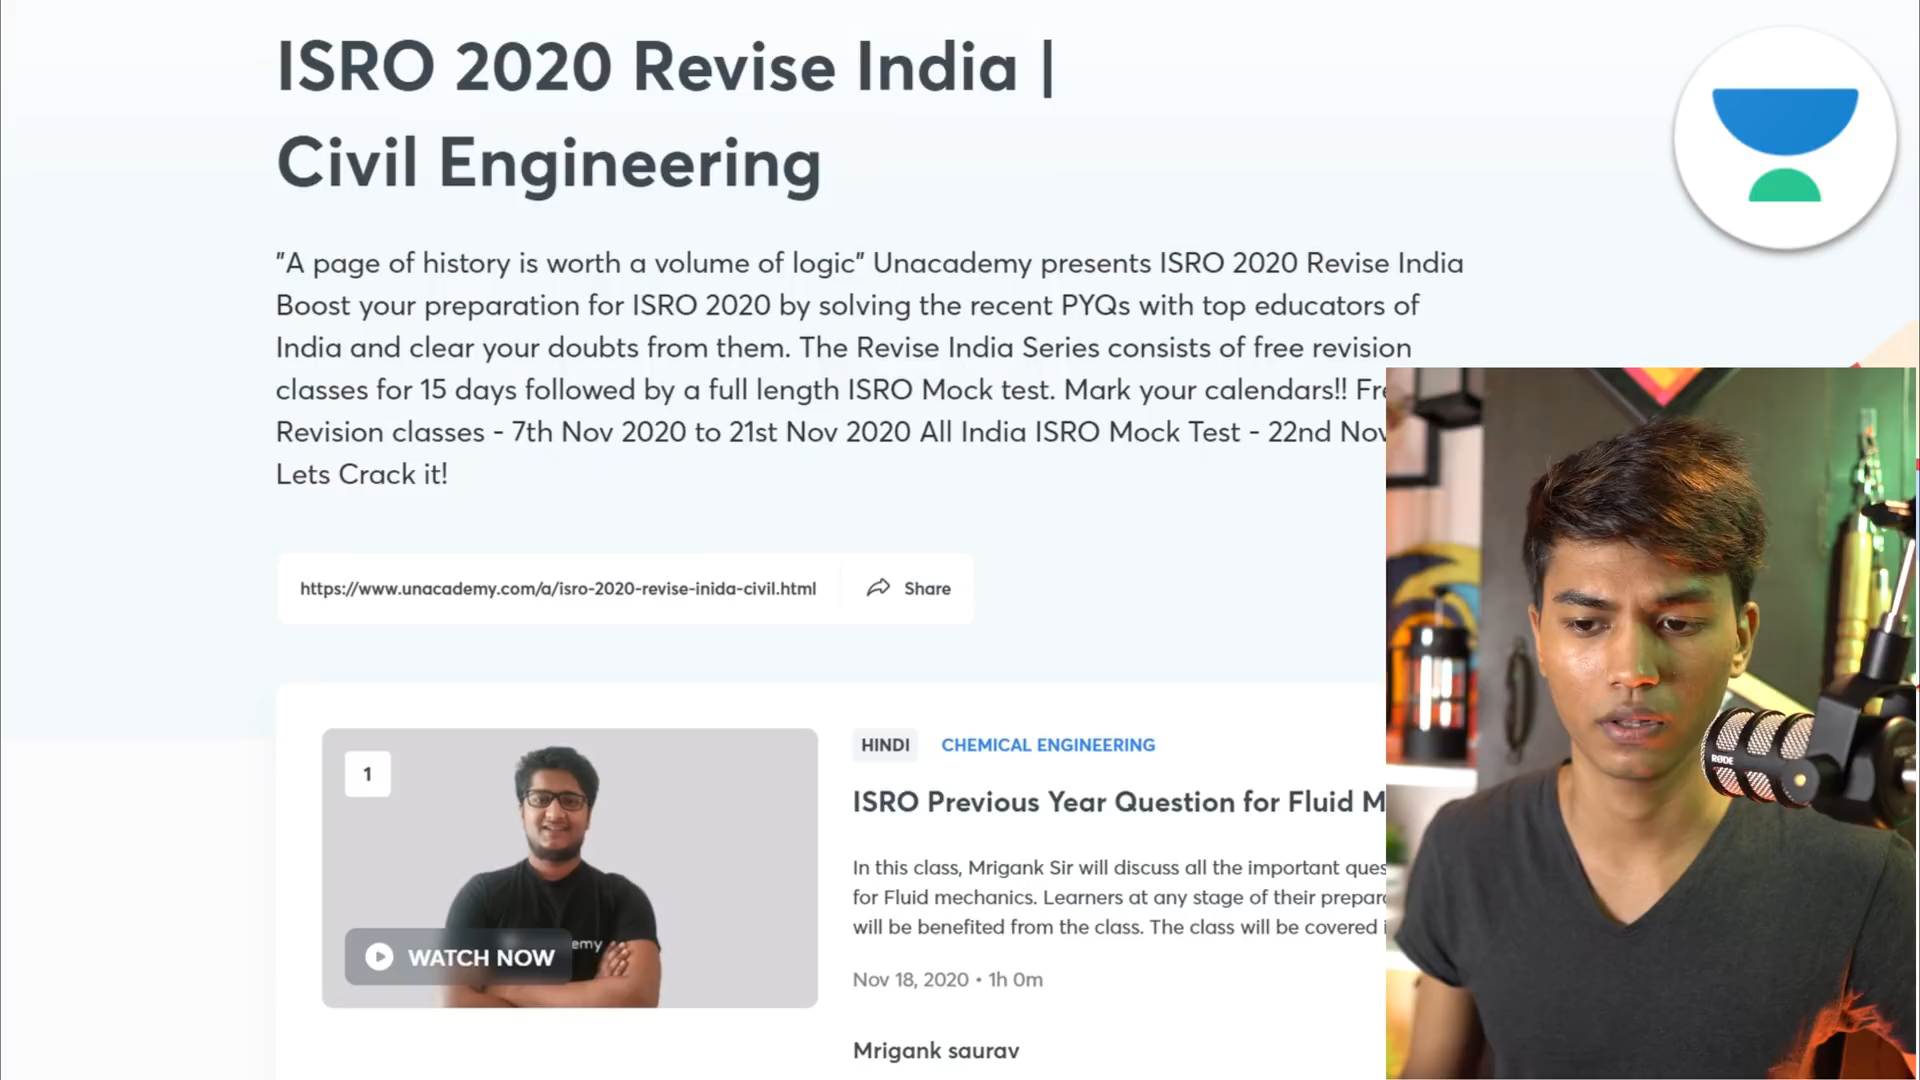 ISRO 2020 Revise India |
Civil Engineering
"A page of history is worth a volume of logic" Unacademy presents ISRO 2020 Revise India
Boost your preparation for ISRO 2020 by solving the recent PYQs with top educators of
India and clear your doubts from them. The Revise India Series consists of free revision
classes for 15 days followed by a full length ISRO Mock test. Mark your calendars!!
Revision classes - 7th Nov 2020 to 21st Nov 2020 All India ISRO Mock Test - 22nd Nov
Lets Crack it!
https://www.unacademy.com/a/isro-2020-revise-inida-civil.html
Share
1
WATCH NOW
emy
HINDI CHEMICAL ENGINEERING
ISRO Previous Year Question for Fluid M
In this class, Mrigank Sir will discuss all the important ques
for Fluid mechanics. Learners at any stage of their prepar
will be benefited from the class. The class will be covered
Nov 18, 2020 • 1h 0m
Mrigank saurav
RØDE